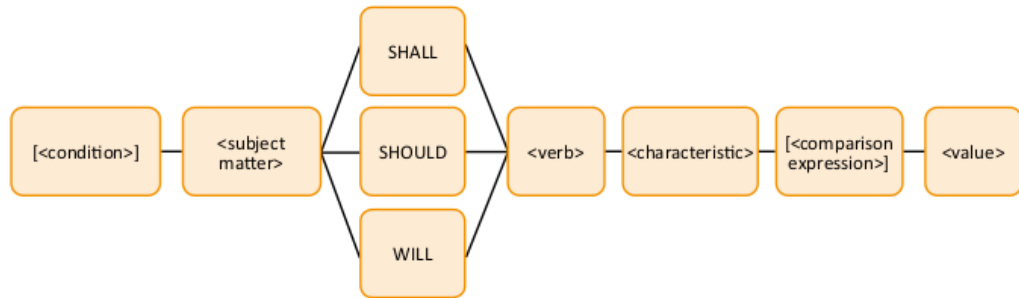 [<condition>]
<subject
matter>
SHALL
SHOULD
WILL
<verb>
<characteristic>
[<comparison
expression>]
<value>